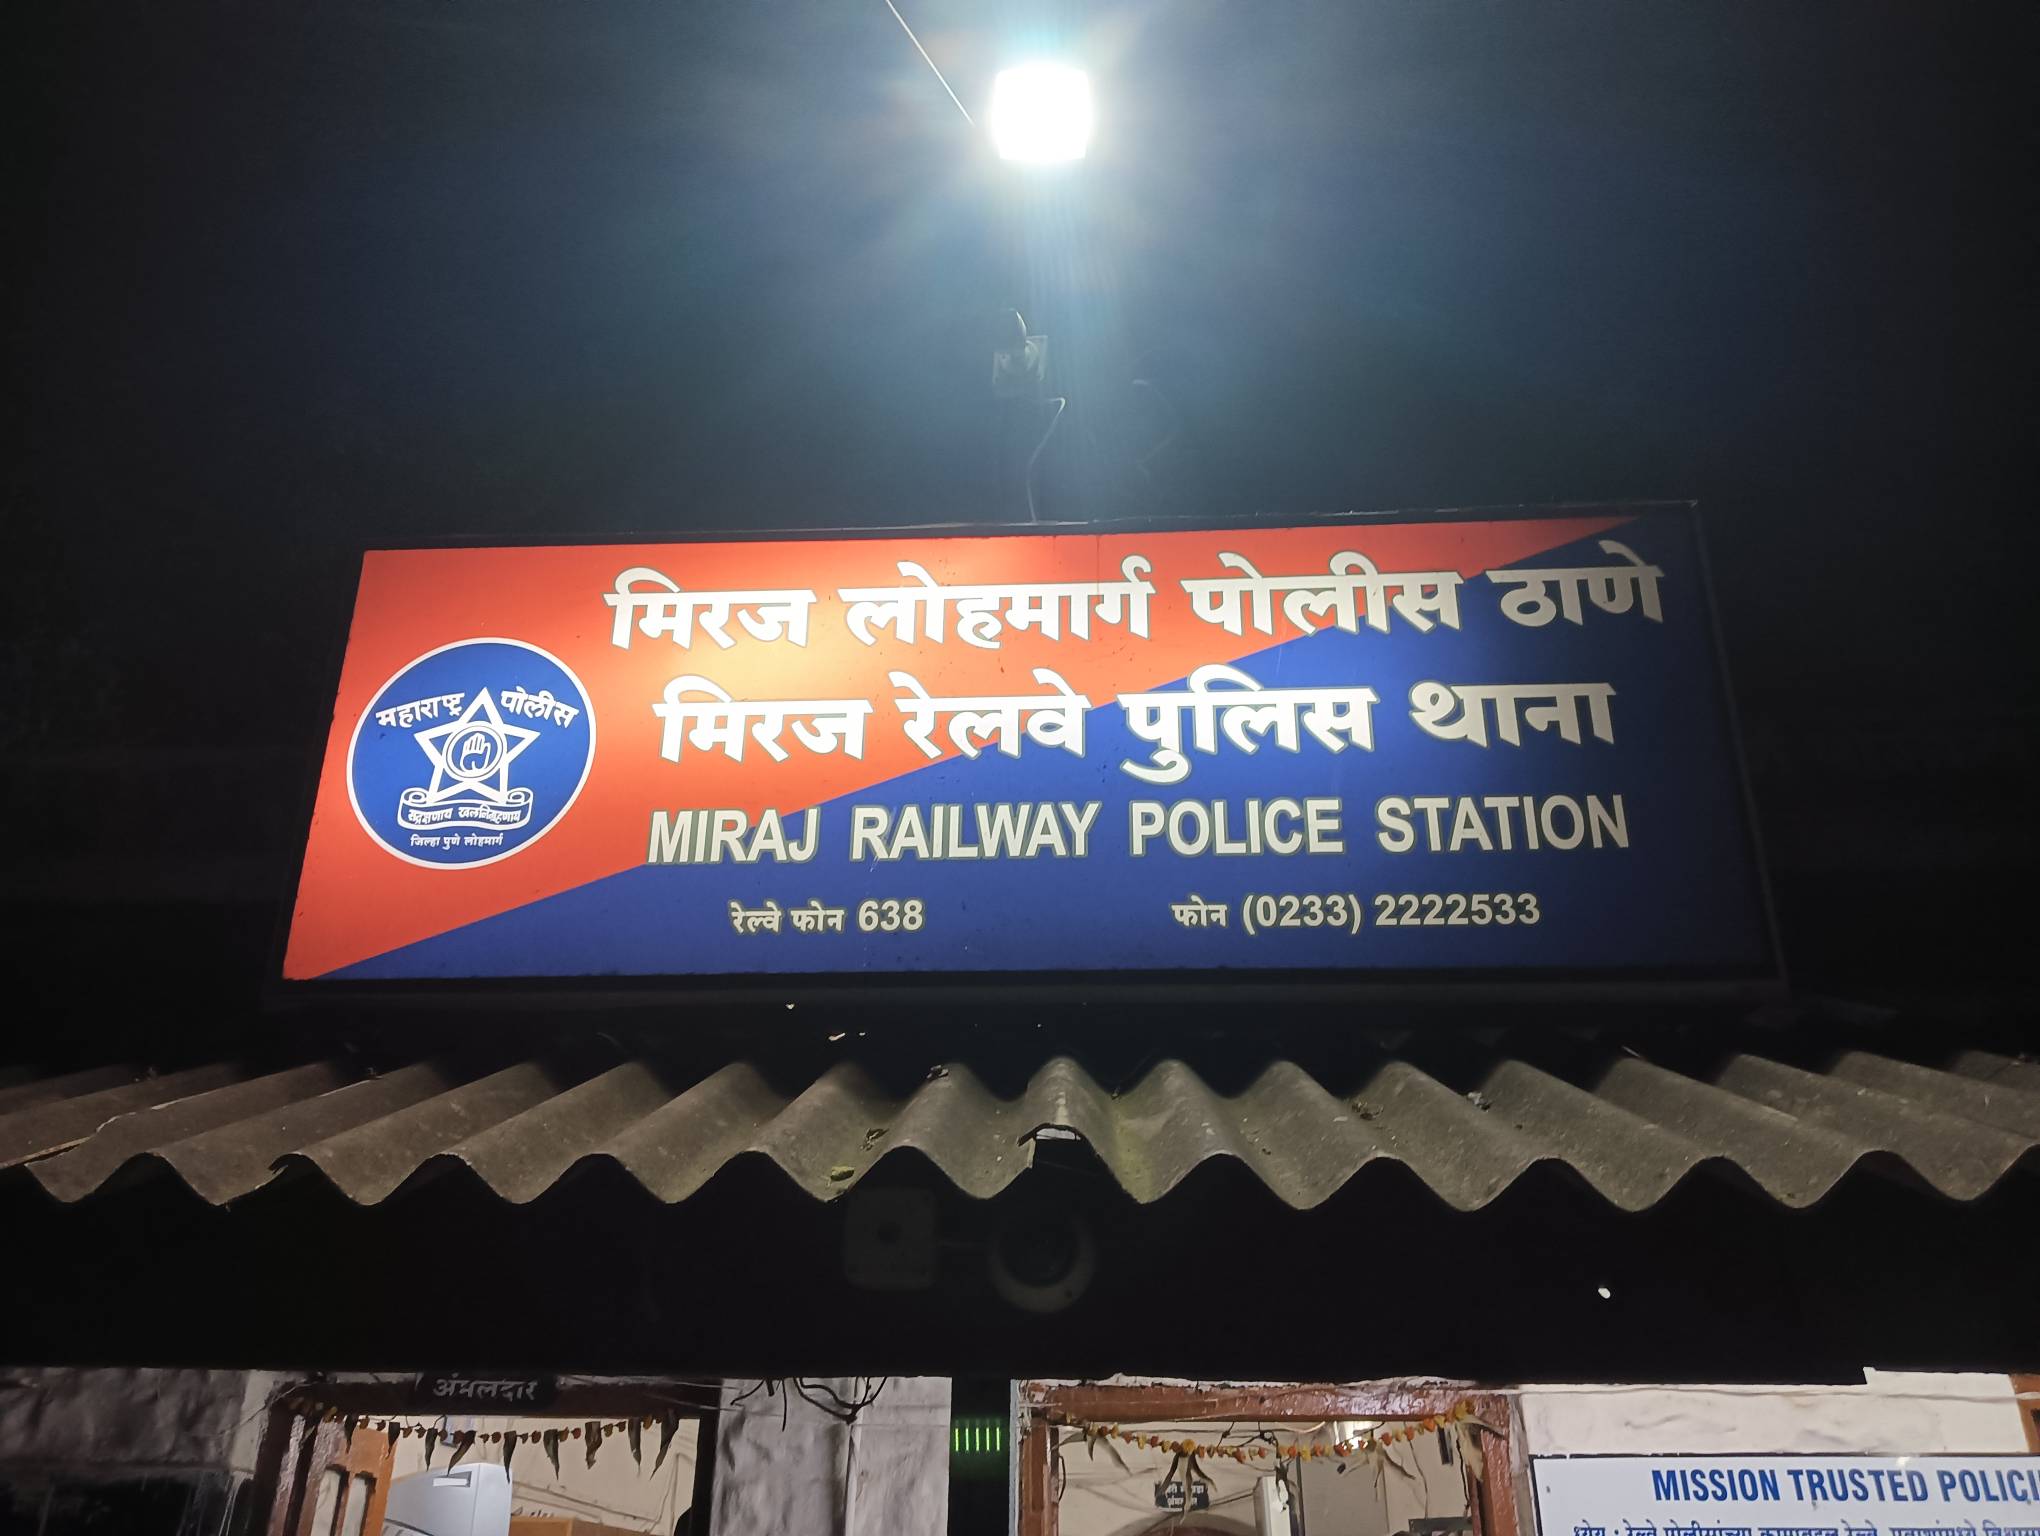 मिरज लोहमार्ग पोलीस ठाणे
मिरज रेलवे पुलिस थाना
MIRAJ RAILWAY POLICE STATION
रेल्वे फोन 638 फोन (0233) 2222533
महाराष्ट्र पोलीस
सद्रक्षणाय खलनिग्रहणाय
जिल्हा पुणे लोहमार्ग
अंमलदार
MISSION TRUSTED